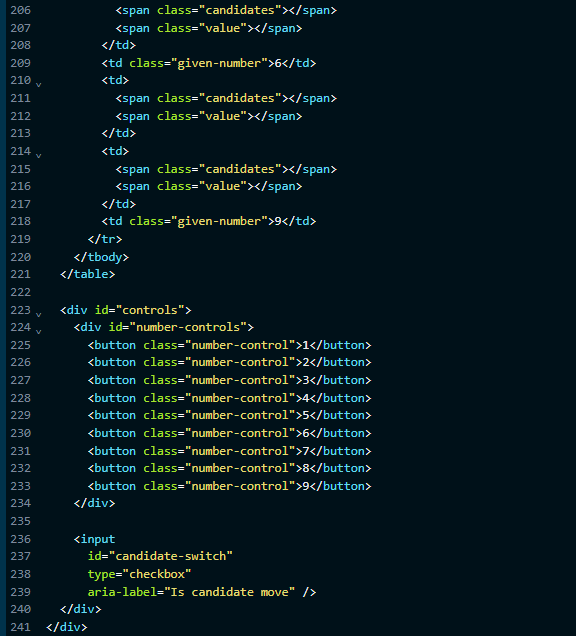 206           <span class="candidates"></span>
207           <span class="value"></span>
208         </td>
209         <td class="given-number">6</td>
210         <td>
211           <span class="candidates"></span>
212           <span class="value"></span>
213         </td>
214         <td>
215           <span class="candidates"></span>
216           <span class="value"></span>
217         </td>
218         <td class="given-number">9</td>
219       </tr>
220     </tbody>
221   </table>
222
223   <div id="controls">
224     <div id="number-controls">
225       <button class="number-control">1</button>
226       <button class="number-control">2</button>
227       <button class="number-control">3</button>
228       <button class="number-control">4</button>
229       <button class="number-control">5</button>
230       <button class="number-control">6</button>
231       <button class="number-control">7</button>
232       <button class="number-control">8</button>
233       <button class="number-control">9</button>
234     </div>
235
236     <input
237       id="candidate-switch"
238       type="checkbox"
239       aria-label="Is candidate move" />
240   </div>
241 </div>